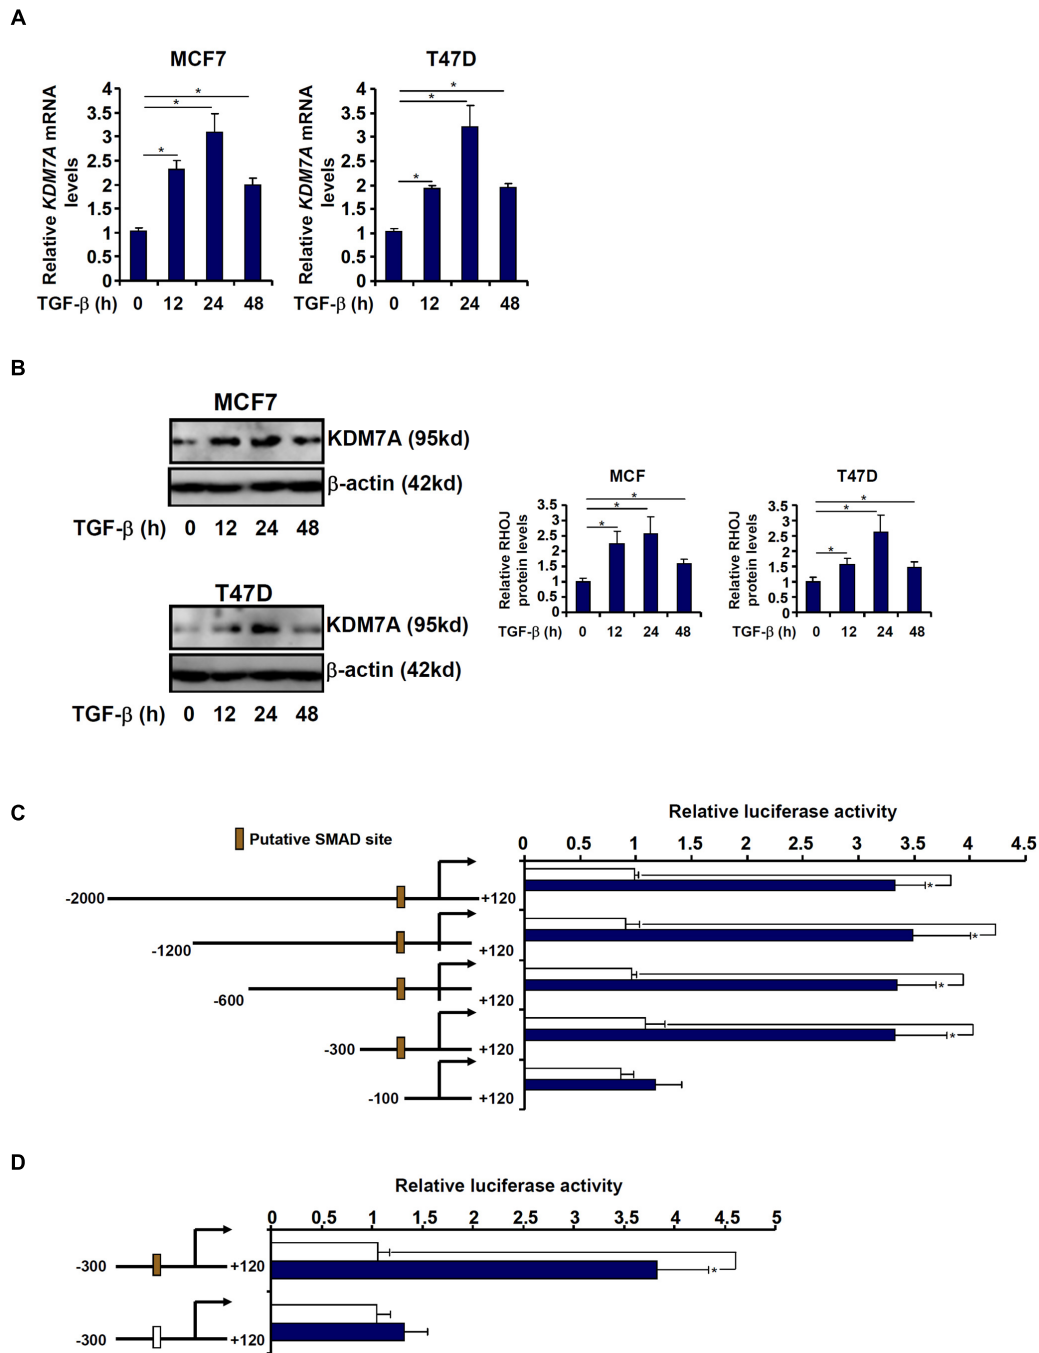 A
MCF7
T47D
Relative KDM7A mRNA
levels
4
3.5
3
2.5
2
1.5
1
0.5
0
* * *
TGF-β (h) 0 12 24 48
Relative KDM7A mRNA
levels
4
3.5
3
2.5
2
1.5
1
0.5
0
* * *
TGF-β (h) 0 12 24 48
B
MCF7
KDM7A (95kd)
β-actin (42kd)
TGF-β (h) 0 12 24 48
T47D
KDM7A (95kd)
β-actin (42kd)
TGF-β (h) 0 12 24 48
MCF
Relative RHOJ
protein levels
3.5
3
2.5
2
1.5
1
0.5
0
* * *
TGF-β (h) 0 12 24 48
T47D
Relative RHOJ
protein levels
3.5
3
2.5
2
1.5
1
0.5
0
* * *
TGF-β (h) 0 12 24 48
C
Relative luciferase activity
Putative SMAD site
0 0.5 1 1.5 2 2.5 3 3.5 4 4.5
-2000 +120 *
-1200 +120 *
-600 +120 *
-300 +120 *
-100 +120
D
Relative luciferase activity
0 0.5 1 1.5 2 2.5 3 3.5 4 4.5 5
-300 +120 *
-300 +120